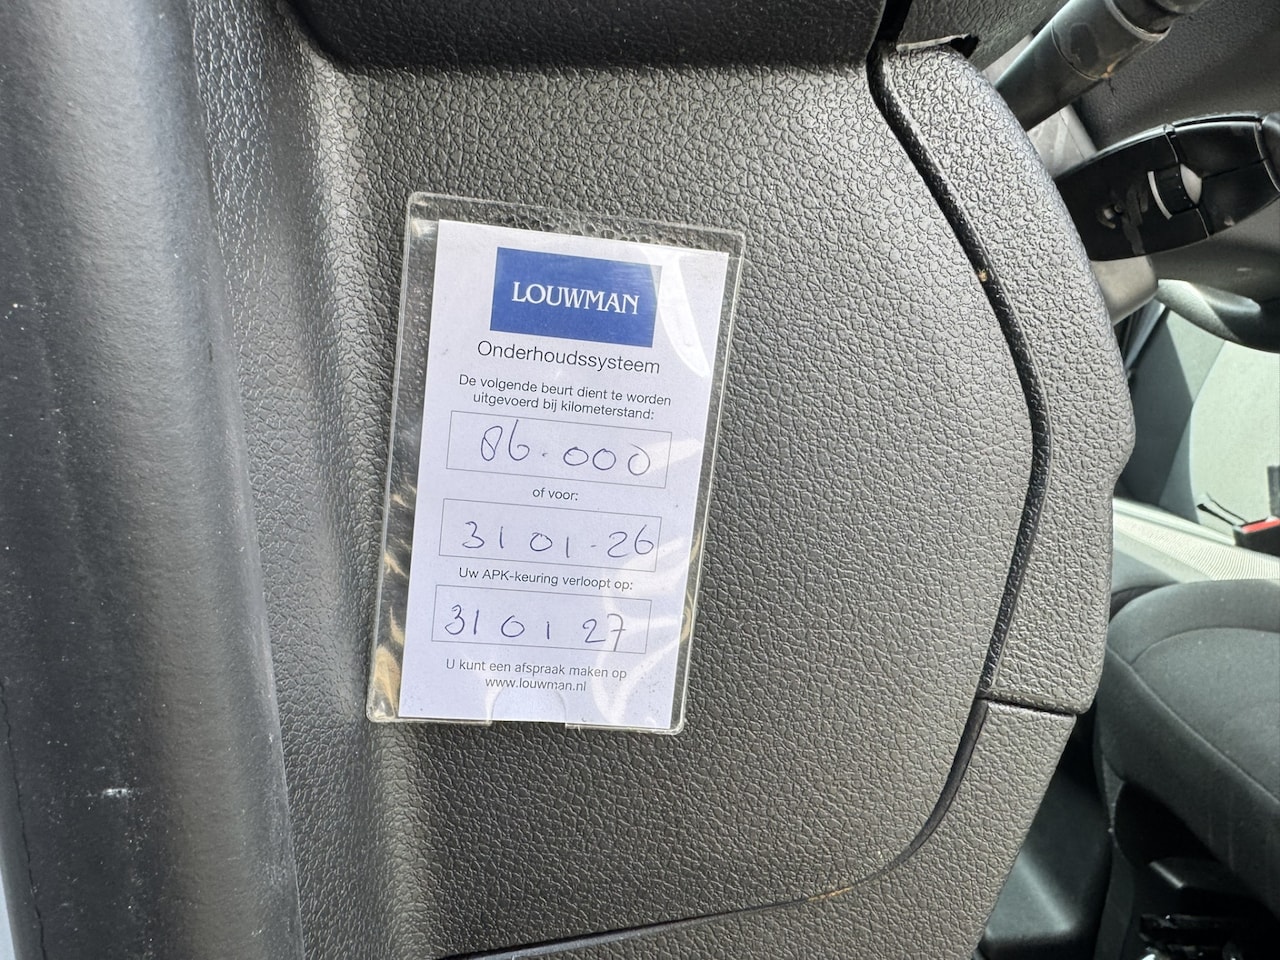 LOUWMAN
Onderhoudssysteem
De volgende beurt dient te worden
uitgevoerd bij kilometerstand:
86.000
of voor:
31 01-26
Uw APK-keuring verloopt op:
31 01 27
U kunt een afspraak maken op
www.louwman.nl